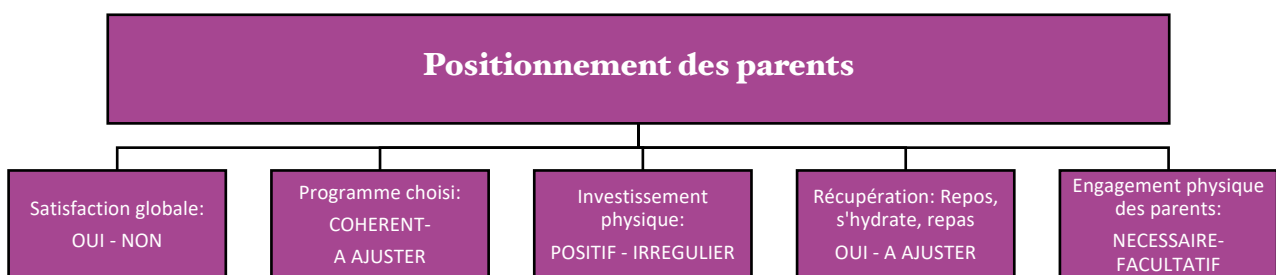 Positionnement des parents
Satisfaction globale:
OUI - NON
Programme choisi:
COHERENT-
A AJUSTER
Investissement
physique:
POSITIF - IRREGULIER
Récupération: Repos,
s'hydrate, repas
OUI - A AJUSTER
Engagement physique
des parents:
NECESSAIRE-
FACULTATIF